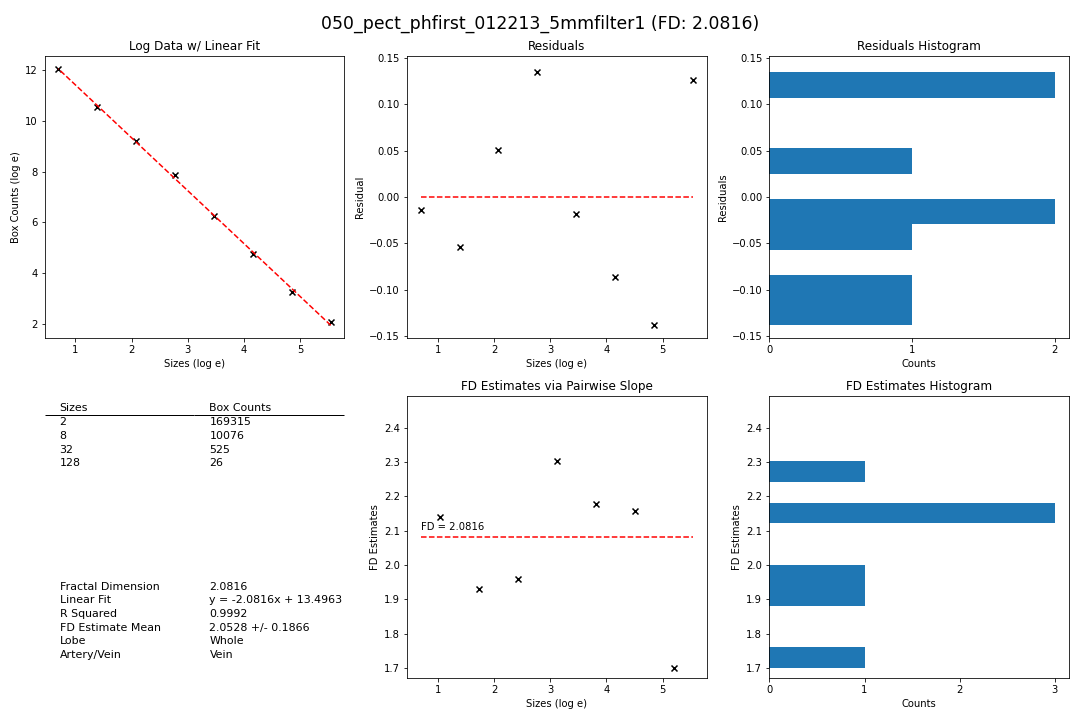 050_pect_phfirst_012213_5mmfilter1 (FD: 2.0816)
Log Data w/ Linear Fit
Box Counts (log e)
12
10
8
6
4
2
1 2 3 4 5
Sizes (log e)
Residuals
Residual
0.15
0.10
0.05
0.00
−0.05
−0.10
−0.15
1 2 3 4 5
Sizes (log e)
Residuals Histogram
Residuals
0.15
0.10
0.05
0.00
−0.05
−0.10
−0.15
0 1 2
Counts
Sizes Box Counts
2 169315
8 10076
32 525
128 26
Fractal Dimension 2.0816
Linear Fit y = -2.0816x + 13.4963
R Squared 0.9992
FD Estimate Mean 2.0528 +/- 0.1866
Lobe Whole
Artery/Vein Vein
FD Estimates via Pairwise Slope
FD Estimates
2.4
2.3
2.2
2.1
2.0
1.9
1.8
1.7
FD = 2.0816
1 2 3 4 5
Sizes (log e)
FD Estimates Histogram
FD Estimates
2.4
2.3
2.2
2.1
2.0
1.9
1.8
1.7
0 1 2 3
Counts